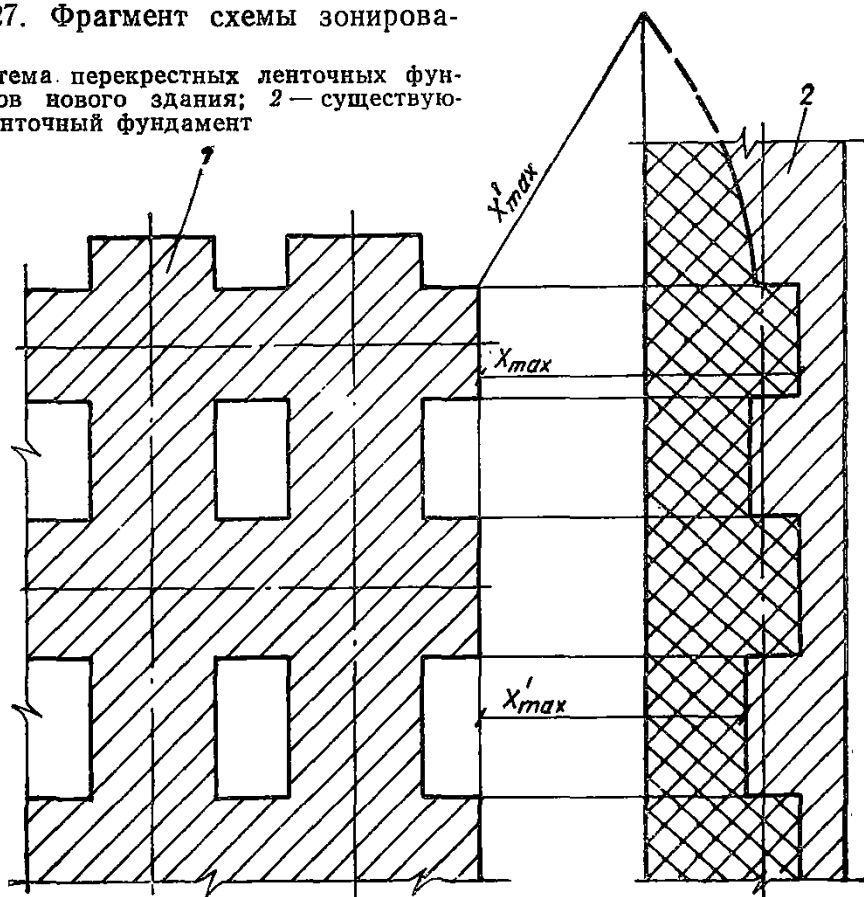 27. Фрагмент схемы зонирова-
тема перекрестных ленточных фун-
ов нового здания; 2 — существую-
нточный фундамент
1
2
X'max
Xmax
X'max